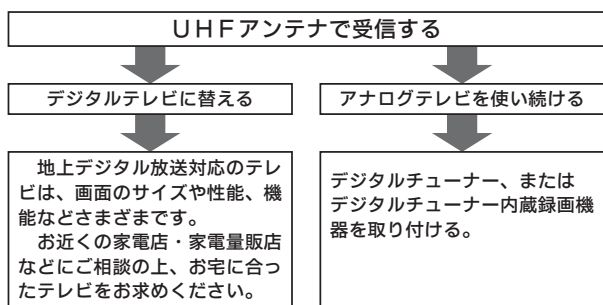 UHFアンテナで受信する
デジタルテレビに替える
アナログテレビを使い続ける
　地上デジタル放送対応のテレ
ビは、画面のサイズや性能、機
能などさまざまです。
　お近くの家電店・家電量販店
などにご相談の上、お宅に合っ
たテレビをお求めください。
デジタルチューナー、または
デジタルチューナー内蔵録画機
器を取り付ける。